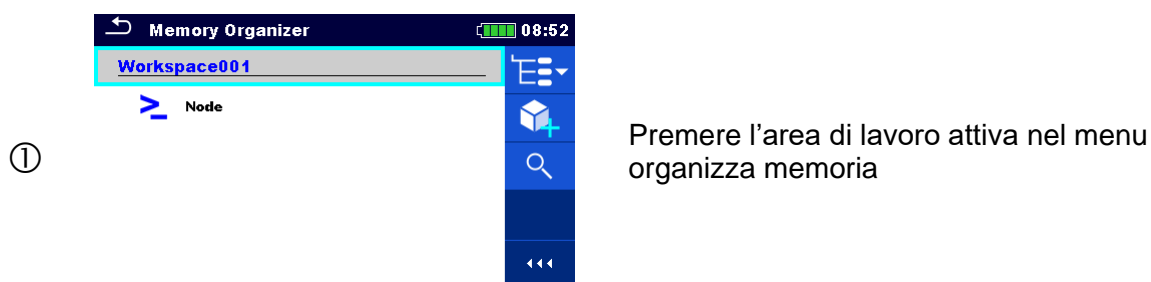 Memory Organizer 08:52
Workspace001
Node
①
Premere l’area di lavoro attiva nel menu
organizza memoria